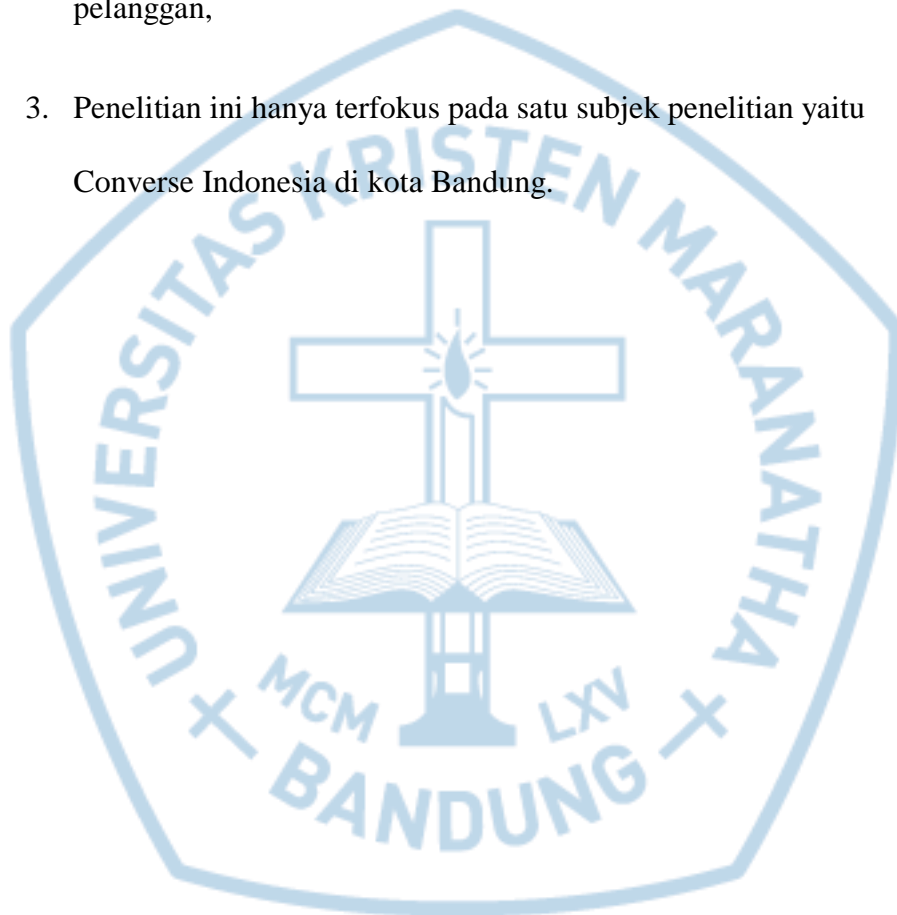 pelanggan,
3. Penelitian ini hanya terfokus pada satu subjek penelitian yaitu
Converse Indonesia di kota Bandung.
UNIVERSITAS KRISTEN MARANATHA
MCM LXV
BANDUNG